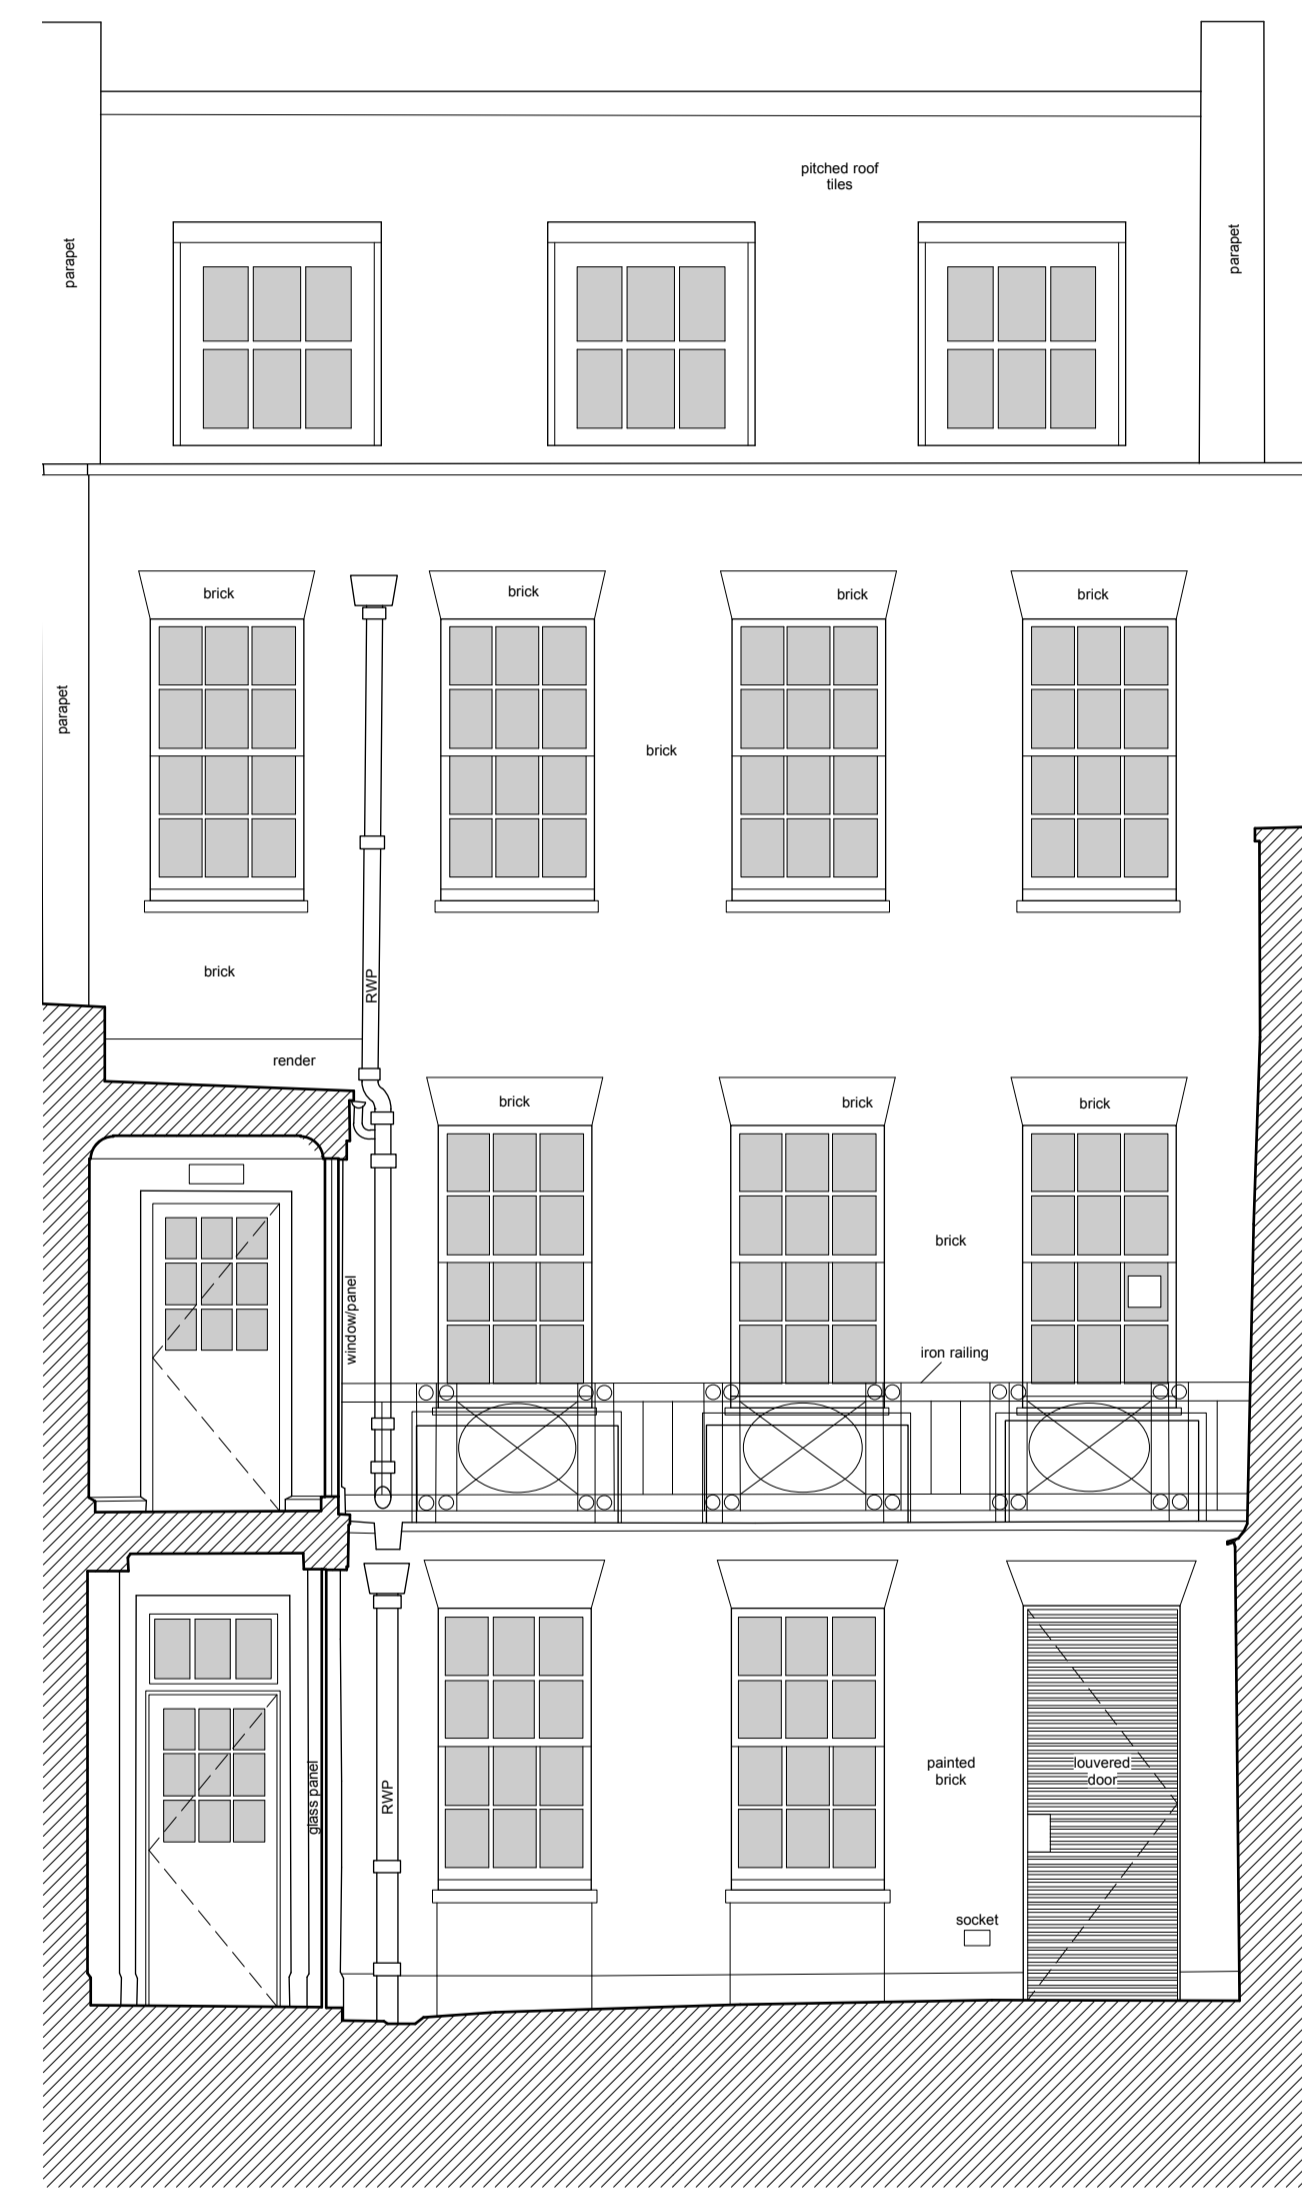 pitched roof
tiles
parapet
parapet
brick
brick
brick
brick
parapet
brick
brick
RWP
render
brick
brick
brick
brick
window/panel
iron railing
painted
brick
louvered
door
glass panel
RWP
socket